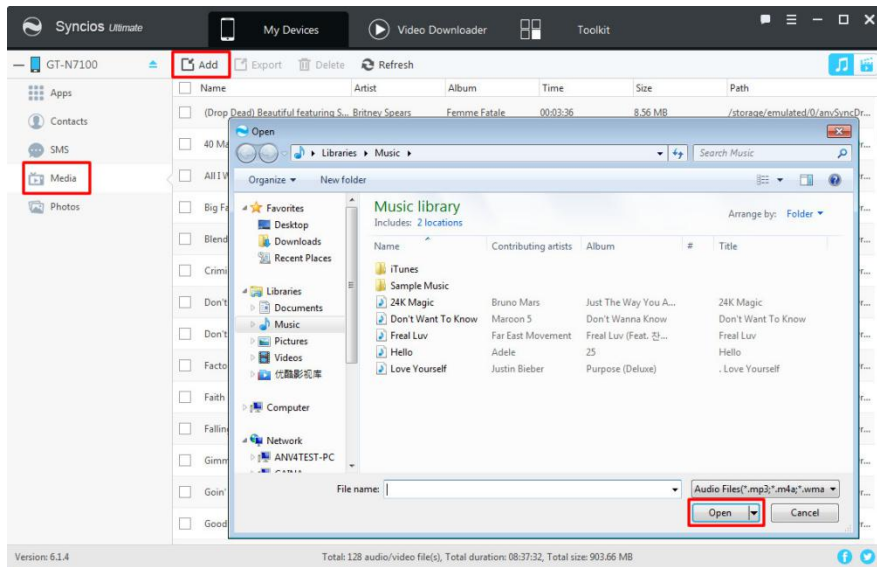 Syncios Ultimate
My Devices
Video Downloader
Toolkit
GT-N7100
Add
Export
Delete
Refresh
Apps
Contacts
SMS
Media
Photos
Name Artist Album Time Size Path
(Drop Dead) Beautiful featuring S... Britney Spears Femme Fatale 00:03:36 8.56 MB /storage/emulated/0/anvSyncDr...
40 Ma
All I W
Big Fa
Blend
Crimi
Don't
Don't
Facto
Faith
Falling
Gimm
Goin'
Good
Open
Libraries Music
Search Music
Organize New folder
Favorites
Desktop
Downloads
Recent Places
Libraries
Documents
Music
Pictures
Videos
优酷影视库
Computer
Network
ANV4TEST-PC
Music library
Includes: 2 locations
Arrange by: Folder
Name Contributing artists Album # Title
iTunes
Sample Music
24K Magic Bruno Mars Just The Way You A... 24K Magic
Don't Want To Know Maroon 5 Don't Wanna Know Don't Want To Know
Freal Luv Far East Movement Freal Luv (Feat. 찬... Freal Luv
Hello Adele 25 Hello
Love Yourself Justin Bieber Purpose (Deluxe) . Love Yourself
File name:
Audio Files(*.mp3;*.m4a;*.wma
Open Cancel
Version: 6.1.4
Total: 128 audio/video file(s), Total duration: 08:37:32, Total size: 903.66 MB